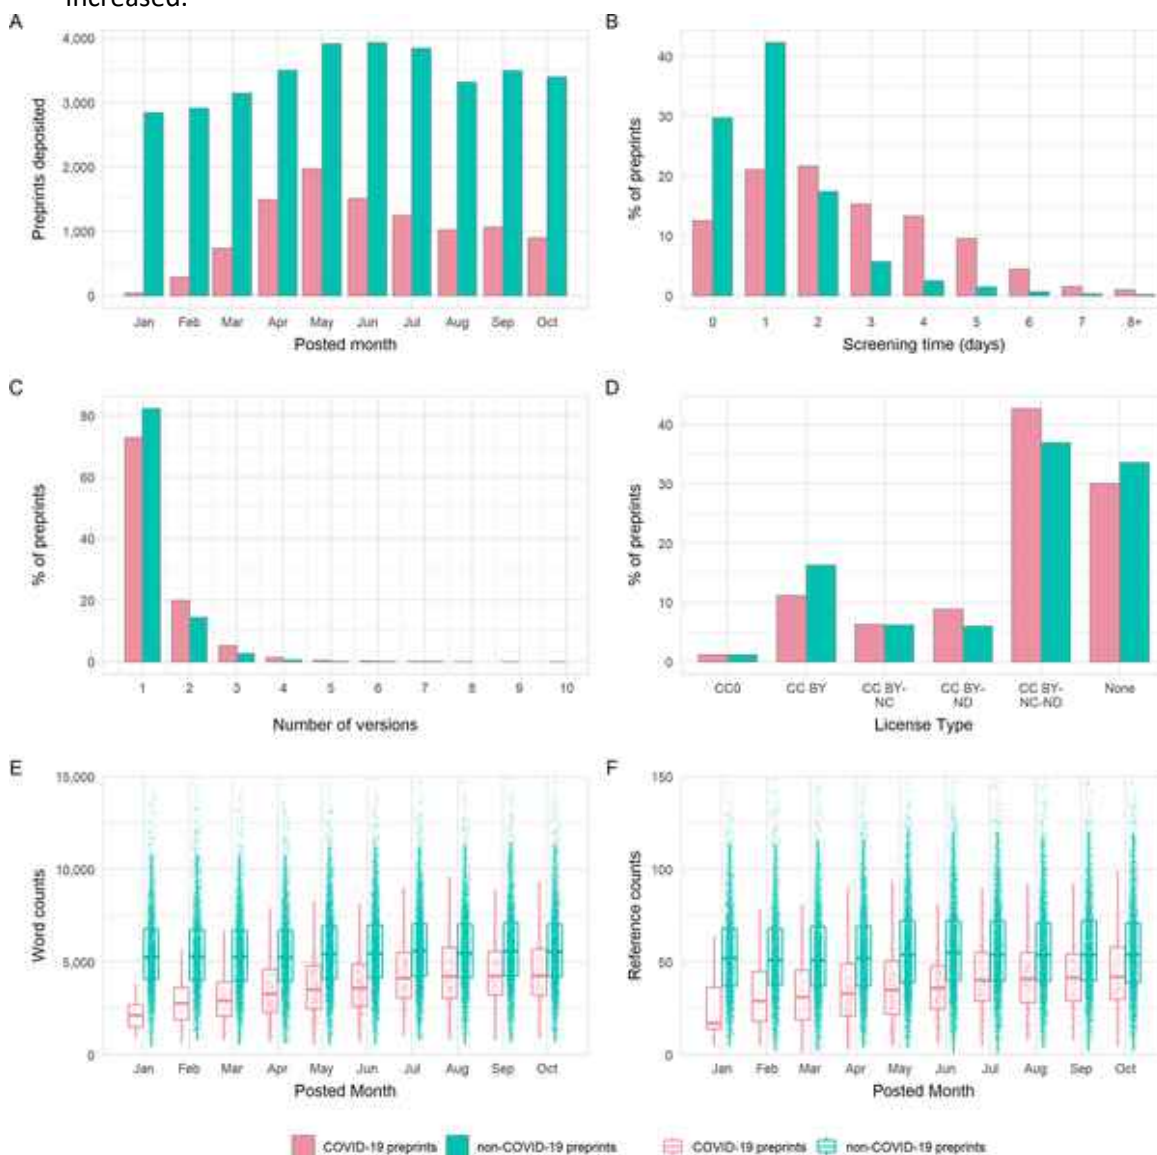 increased.
A
B
4,000
3,000
2,000
1,000
0
Preprints deposited
Jan Feb Mar Apr May Jun Jul Aug Sep Oct
Posted month
40
30
20
10
0
% of preprints
0 1 2 3 4 5 6 7 8+
Screening time (days)
C
D
80
60
40
20
0
% of preprints
1 2 3 4 5 6 7 8 9 10
Number of versions
40
30
20
10
0
% of preprints
CC0 CC BY CC BY- CC BY- CC BY- None
NC ND NC-ND
License Type
E
F
15,000
10,000
5,000
0
Word counts
Jan Feb Mar Apr May Jun Jul Aug Sep Oct
Posted Month
150
100
50
0
Reference counts
Jan Feb Mar Apr May Jun Jul Aug Sep Oct
Posted Month
COVID-19 preprints non-COVID-19 preprints COVID-19 preprints non-COVID-19 preprints